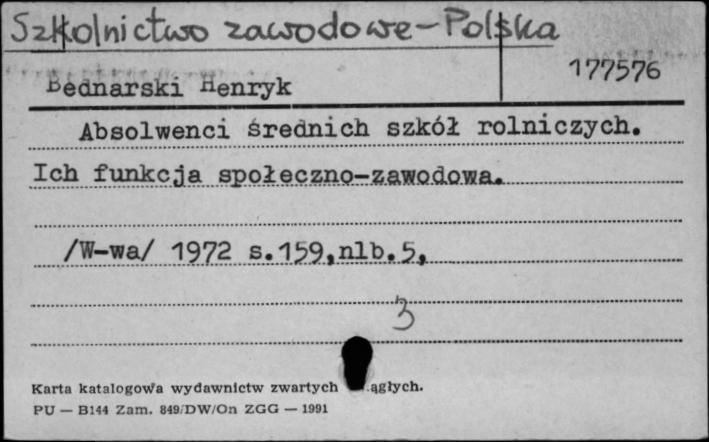 Szkolnictwo zawodowe – Polska
177576
Bednarski Henryk
Absolwenci średnich szkół rolniczych.
Ich funkcja społeczno-zawodowa.
/W-wa/ 1972 s.159,nlb.5,
3
Karta katalogowa wydawnictw zwartych ągłych.
PU — B144 Zam. 849/DW/On ZGG — 1991